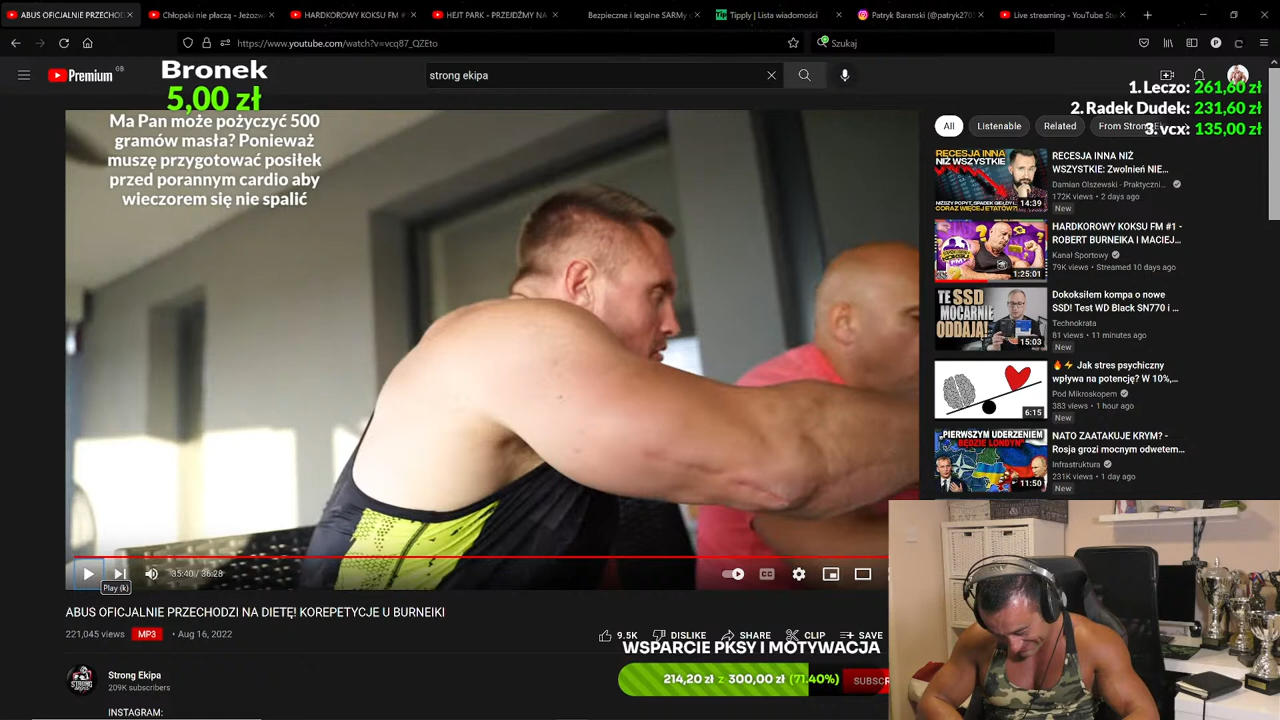 ABUS OFICJALNIE PRZECHOD
Chłopaki nie płaczą - Jeżozwi
HARDKOROWY KOKSU FM #
HEJT PARK - PRZEJDŹMY NA
Bezpieczne i legalne SARMy
Tipply | Lista wiadomości
Patryk Baranski (@patryk270
Live streaming - YouTube Stu
https://www.youtube.com/watch?v=vcq87_QZEto
Szukaj
Premium GB
strong ekipa
Bronek
5,00 zł
Ma Pan może pożyczyć 500
gramów masła? Ponieważ
muszę przygotować posiłek
przed porannym cardio aby
wieczorem się nie spalić
1. Leczo: 261,60 zł
2. Radek Dudek: 231,60 zł
3. vcx: 135,00 zł
All
Listenable
Related
From Strong E
RECESJA INNA
NIŻ WSZYSTKIE
14:39
RECESJA INNA NIŻ
WSZYSTKIE: Zwolnień NIE...
Damian Olszewski - Praktyczni...
172K views • 2 days ago
New
HARDKOROWY
1:25:01
HARDKOROWY KOKSU FM #1 -
ROBERT BURNEIKA I MACIEJ...
Kanał Sportowy
79K views • Streamed 10 days ago
TE SSD
MOCARNIE
ODDAJĄ!
15:03
Dokoksiłem kompa o nowe
SSD! Test WD Black SN770 i ...
Technokrata
81 views • 11 minutes ago
New
6:15
Jak stres psychiczny
wpływa na potencję? W 10%,...
Pod Mikroskopem
383 views • 1 hour ago
New
"PIERWSZYM UDERZENIEM
BĘDZIE LONDYN"
11:50
NATO ZAATAKUJE KRYM? -
Rosja grozi mocnym odwetem...
Infrastruktura
231K views • 1 day ago
New
35:40 / 36:28
Play (k)
ABUS OFICJALNIE PRZECHODZI NA DIETĘ! KOREPETYCJE U BURNEIKI
221,045 views
MP3
• Aug 16, 2022
9.5K
DISLIKE
SHARE
CLIP
SAVE
WSPARCIE PKSY I MOTYWACJA
214,20 zł z 300,00 zł (71.40%)
SUBSCR
Strong Ekipa
209K subscribers
INSTAGRAM: